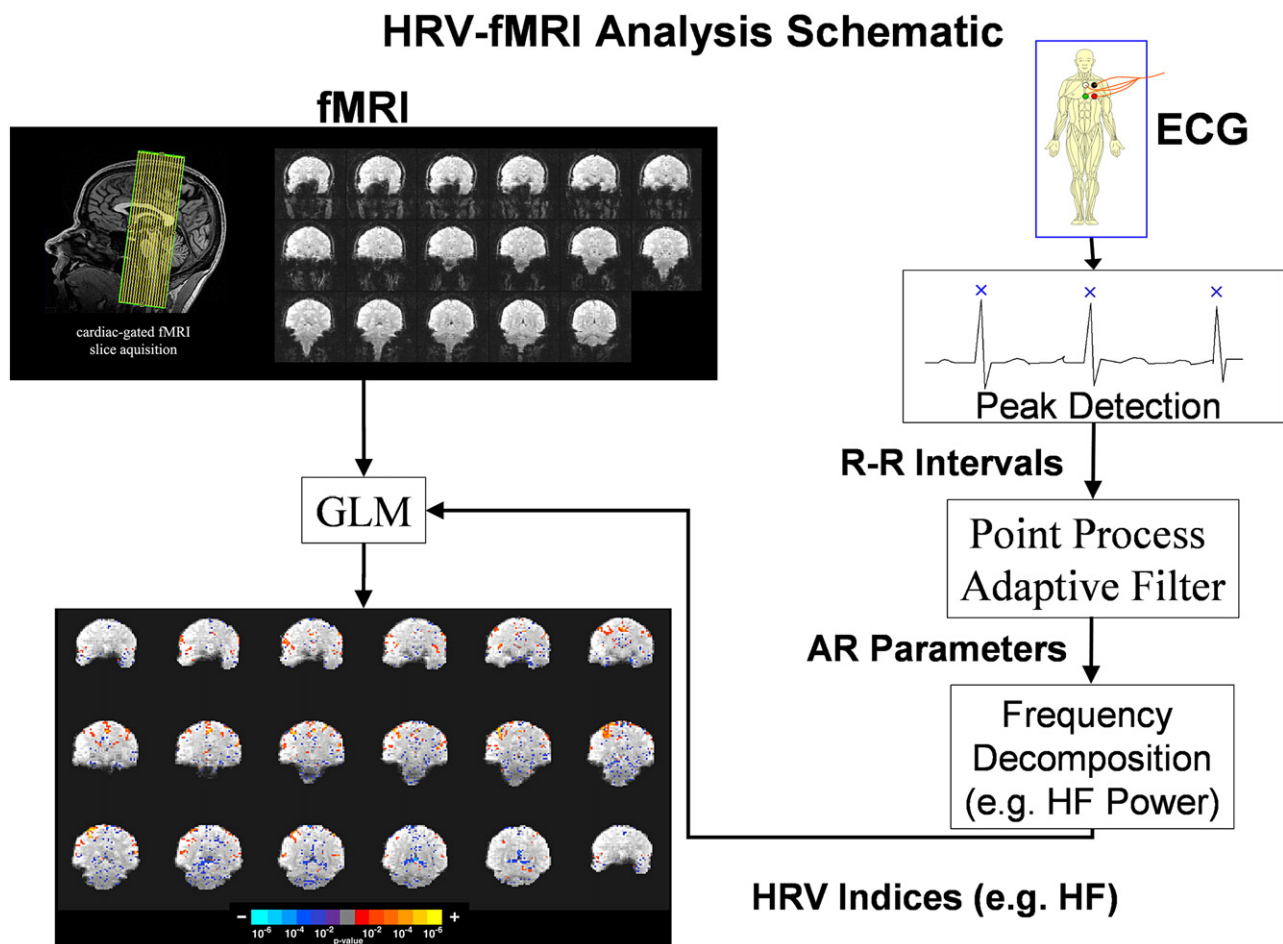 HRV-fMRI Analysis Schematic
fMRI
ECG
cardiac-gated fMRI
slice aquisition
Peak Detection
R-R Intervals
GLM
Point Process
Adaptive Filter
AR Parameters
Frequency
Decomposition
(e.g. HF Power)
HRV Indices (e.g. HF)
− +
10⁻⁶ 10⁻⁴ 10⁻² 10⁻² 10⁻⁴ 10⁻⁶
p-value